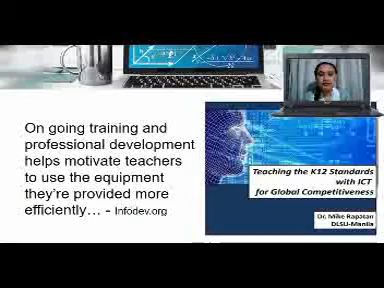 On going training and
professional development
helps motivate teachers
to use the equipment
they're provided more
efficiently... - Infodev.org
Teaching the K12 Standards
with ICT
for Global Competitiveness
Dr. Mike Rapatan
DLSU-Manila